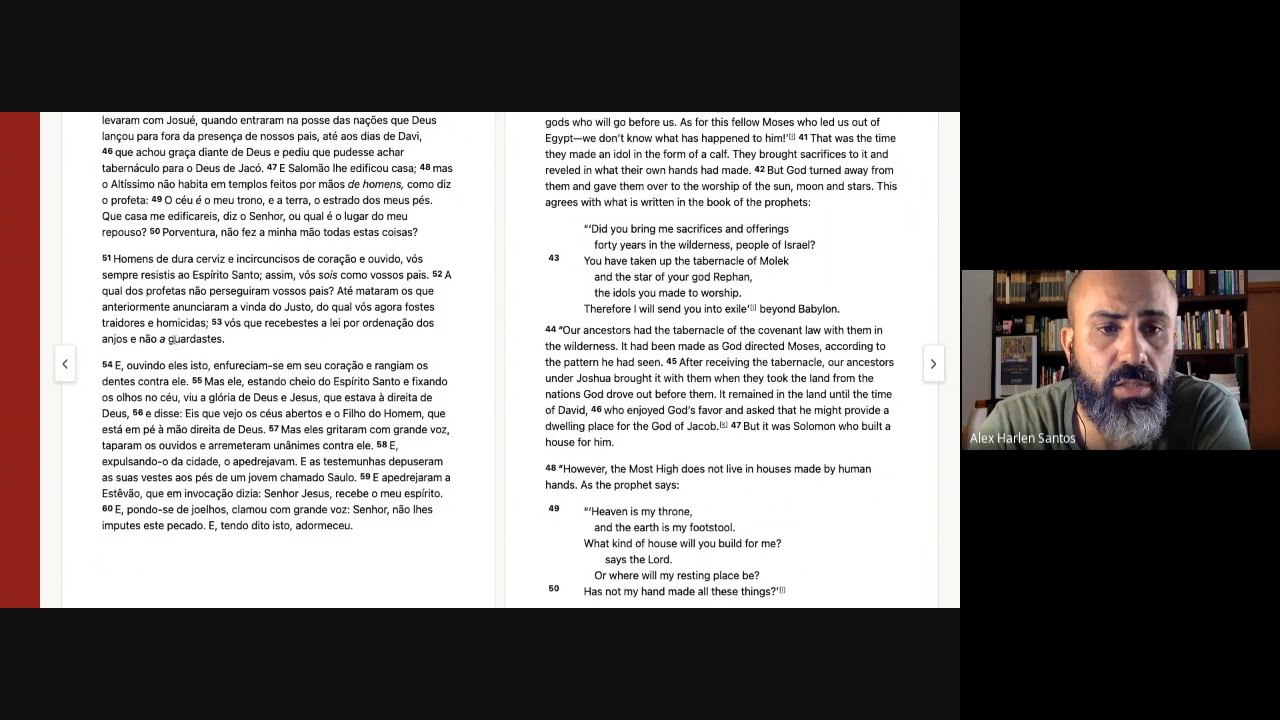 levaram com Josué, quando entraram na posse das nações que Deus
lançou para fora da presença de nossos pais, até aos dias de Davi,
46 que achou graça diante de Deus e pediu que pudesse achar
tabernáculo para o Deus de Jacó. 47 E Salomão lhe edificou casa; 48 mas
o Altíssimo não habita em templos feitos por mãos de homens, como diz
o profeta: 49 O céu é o meu trono, e a terra, o estrado dos meus pés.
Que casa me edificareis, diz o Senhor, ou qual é o lugar do meu
repouso? 50 Porventura, não fez a minha mão todas estas coisas?
51 Homens de dura cerviz e incircuncisos de coração e ouvido, vós
sempre resistis ao Espírito Santo; assim, vós sois como vossos pais. 52 A
qual dos profetas não perseguiram vossos pais? Até mataram os que
anteriormente anunciaram a vinda do Justo, do qual vós agora fostes
traidores e homicidas; 53 vós que recebestes a lei por ordenação dos
anjos e não a guardastes.
54 E, ouvindo eles isto, enfureciam-se em seu coração e rangiam os
dentes contra ele. 55 Mas ele, estando cheio do Espírito Santo e fixando
os olhos no céu, viu a glória de Deus e Jesus, que estava à direita de
Deus, 56 e disse: Eis que vejo os céus abertos e o Filho do Homem, que
está em pé à mão direita de Deus. 57 Mas eles gritaram com grande voz,
taparam os ouvidos e arremeteram unânimes contra ele. 58 E,
expulsando-o da cidade, o apedrejavam. E as testemunhas depuseram
as suas vestes aos pés de um jovem chamado Saulo. 59 E apedrejaram a
Estêvão, que em invocação dizia: Senhor Jesus, recebe o meu espírito.
60 E, pondo-se de joelhos, clamou com grande voz: Senhor, não lhes
imputes este pecado. E, tendo dito isto, adormeceu.
gods who will go before us. As for this fellow Moses who led us out of
Egypt—we don't know what has happened to him!'[i] 41 That was the time
they made an idol in the form of a calf. They brought sacrifices to it and
reveled in what their own hands had made. 42 But God turned away from
them and gave them over to the worship of the sun, moon and stars. This
agrees with what is written in the book of the prophets:
“‘Did you bring me sacrifices and offerings
forty years in the wilderness, people of Israel?
43 You have taken up the tabernacle of Molek
and the star of your god Rephan,
the idols you made to worship.
Therefore I will send you into exile’[j] beyond Babylon.
44 “Our ancestors had the tabernacle of the covenant law with them in
the wilderness. It had been made as God directed Moses, according to
the pattern he had seen. 45 After receiving the tabernacle, our ancestors
under Joshua brought it with them when they took the land from the
nations God drove out before them. It remained in the land until the time
of David, 46 who enjoyed God's favor and asked that he might provide a
dwelling place for the God of Jacob.[k] 47 But it was Solomon who built a
house for him.
48 “However, the Most High does not live in houses made by human
hands. As the prophet says:
49 “‘Heaven is my throne,
and the earth is my footstool.
What kind of house will you build for me?
says the Lord.
Or where will my resting place be?
50 Has not my hand made all these things?’[l]
Alex Harlen Santos